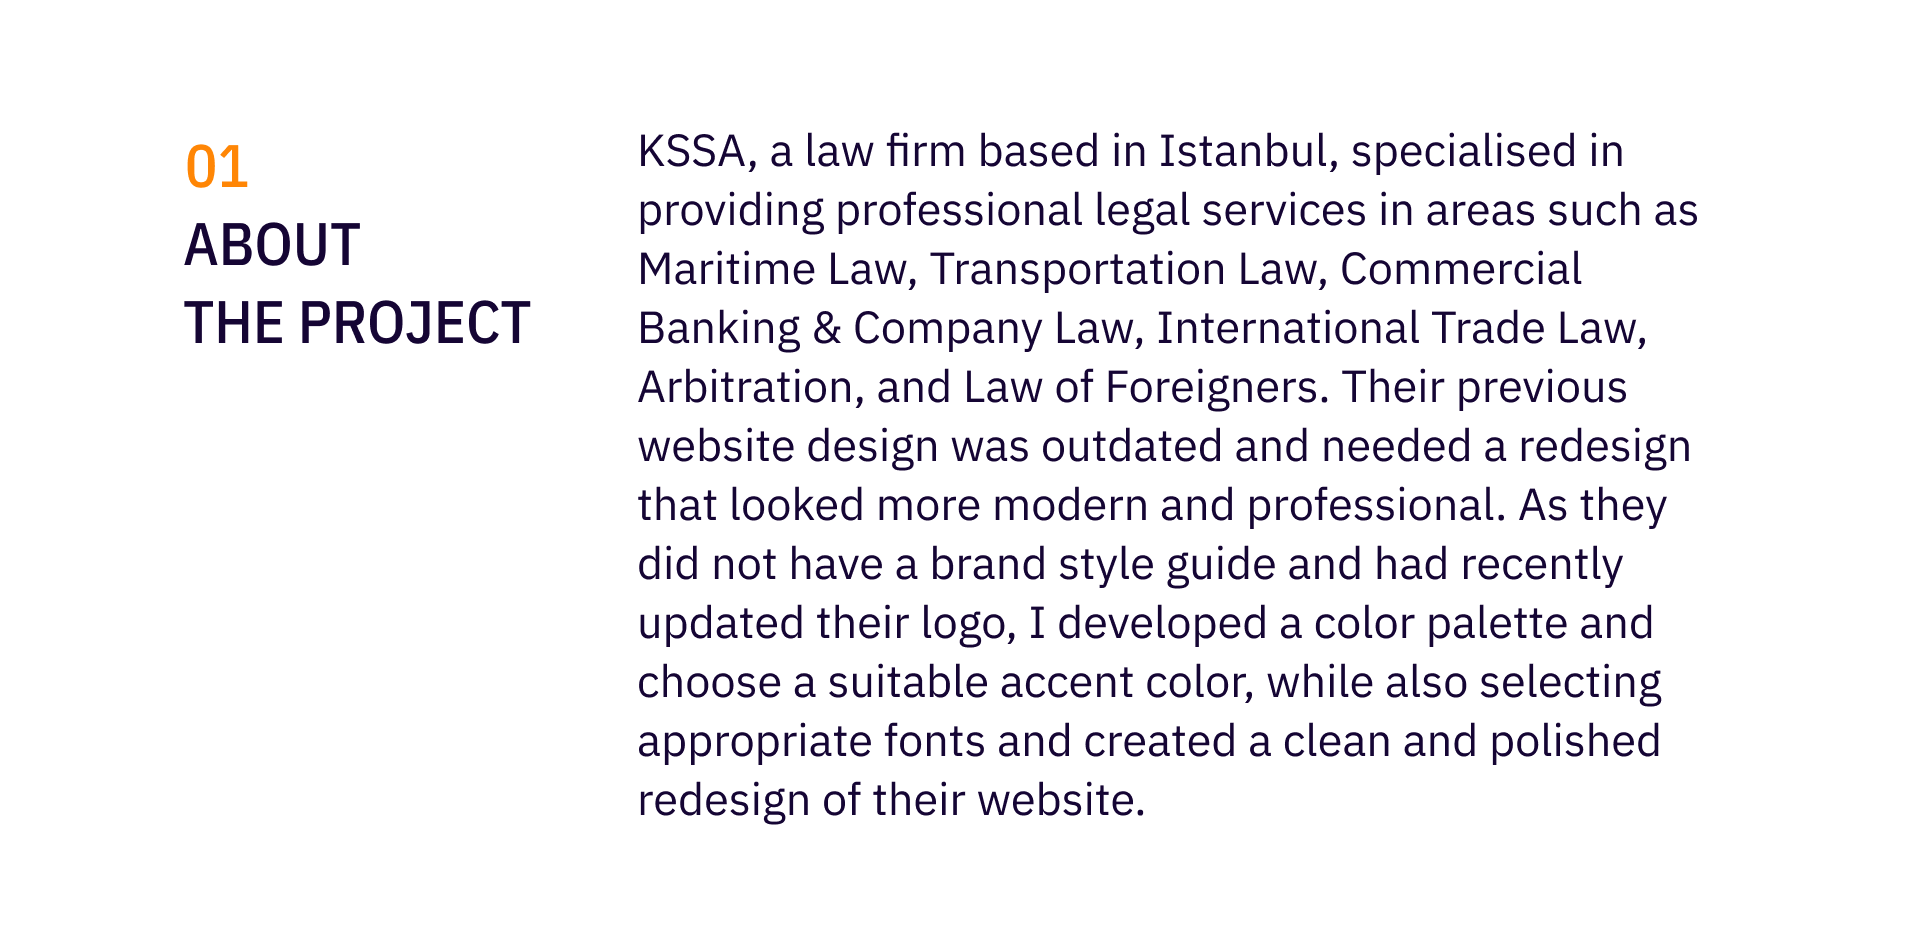 01
ABOUT
THE PROJECT
KSSA, a law firm based in Istanbul, specialised in
providing professional legal services in areas such as
Maritime Law, Transportation Law, Commercial
Banking & Company Law, International Trade Law,
Arbitration, and Law of Foreigners. Their previous
website design was outdated and needed a redesign
that looked more modern and professional. As they
did not have a brand style guide and had recently
updated their logo, I developed a color palette and
choose a suitable accent color, while also selecting
appropriate fonts and created a clean and polished
redesign of their website.